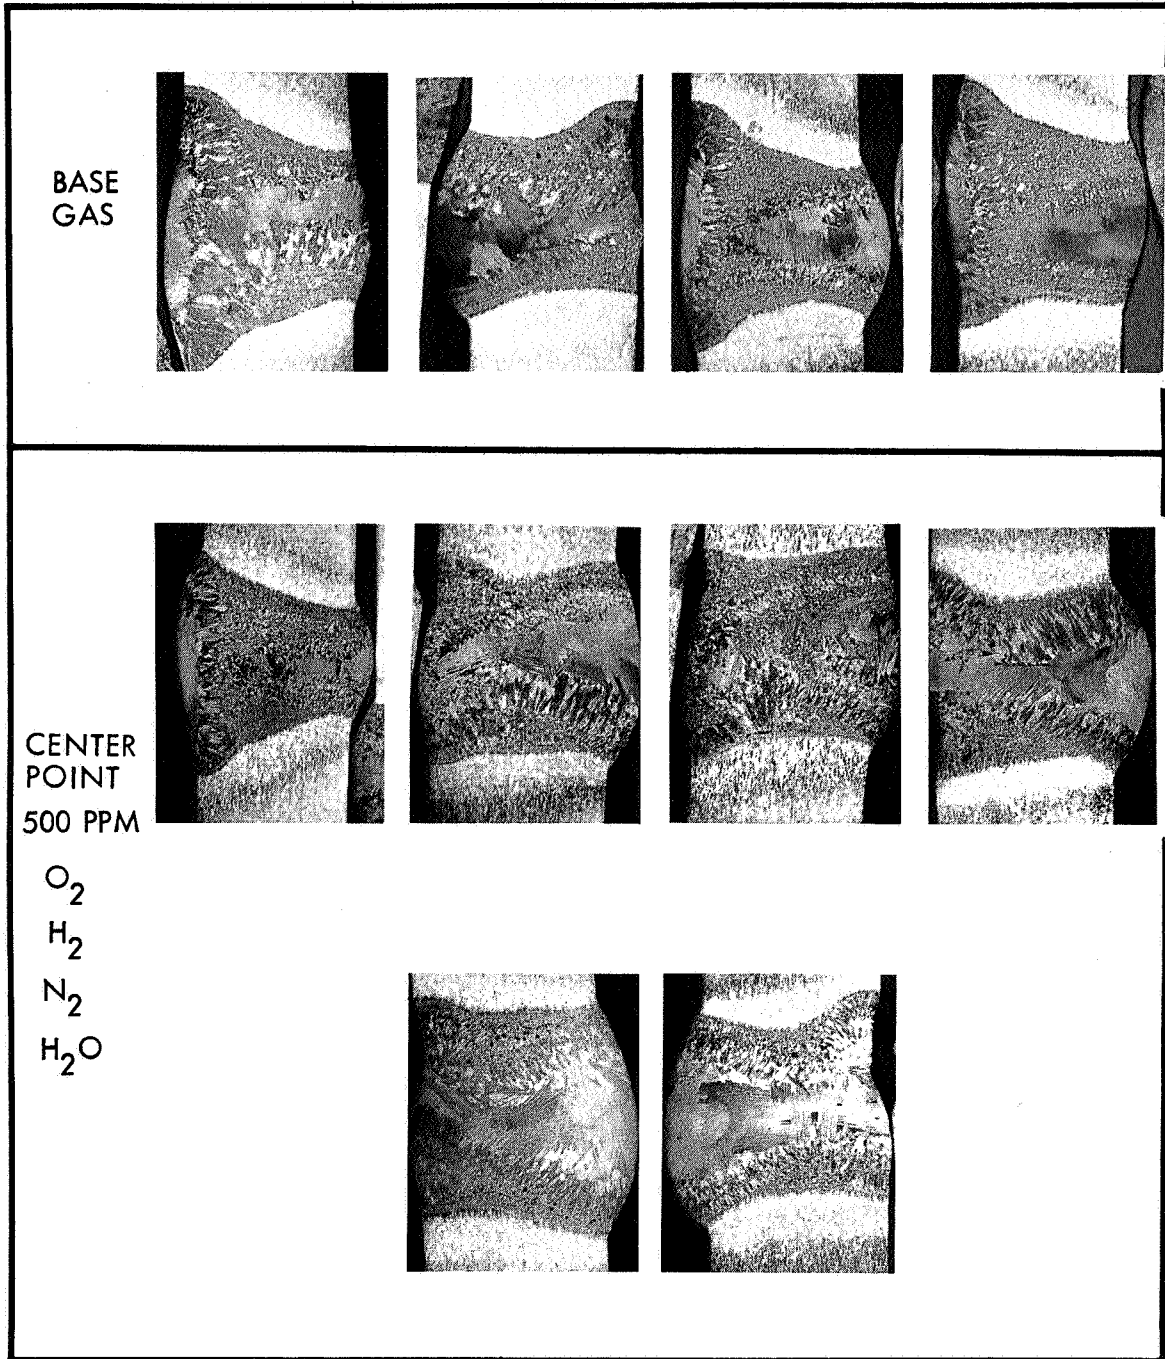 BASE
GAS
CENTER
POINT
500 PPM
O₂
H₂
N₂
H₂O